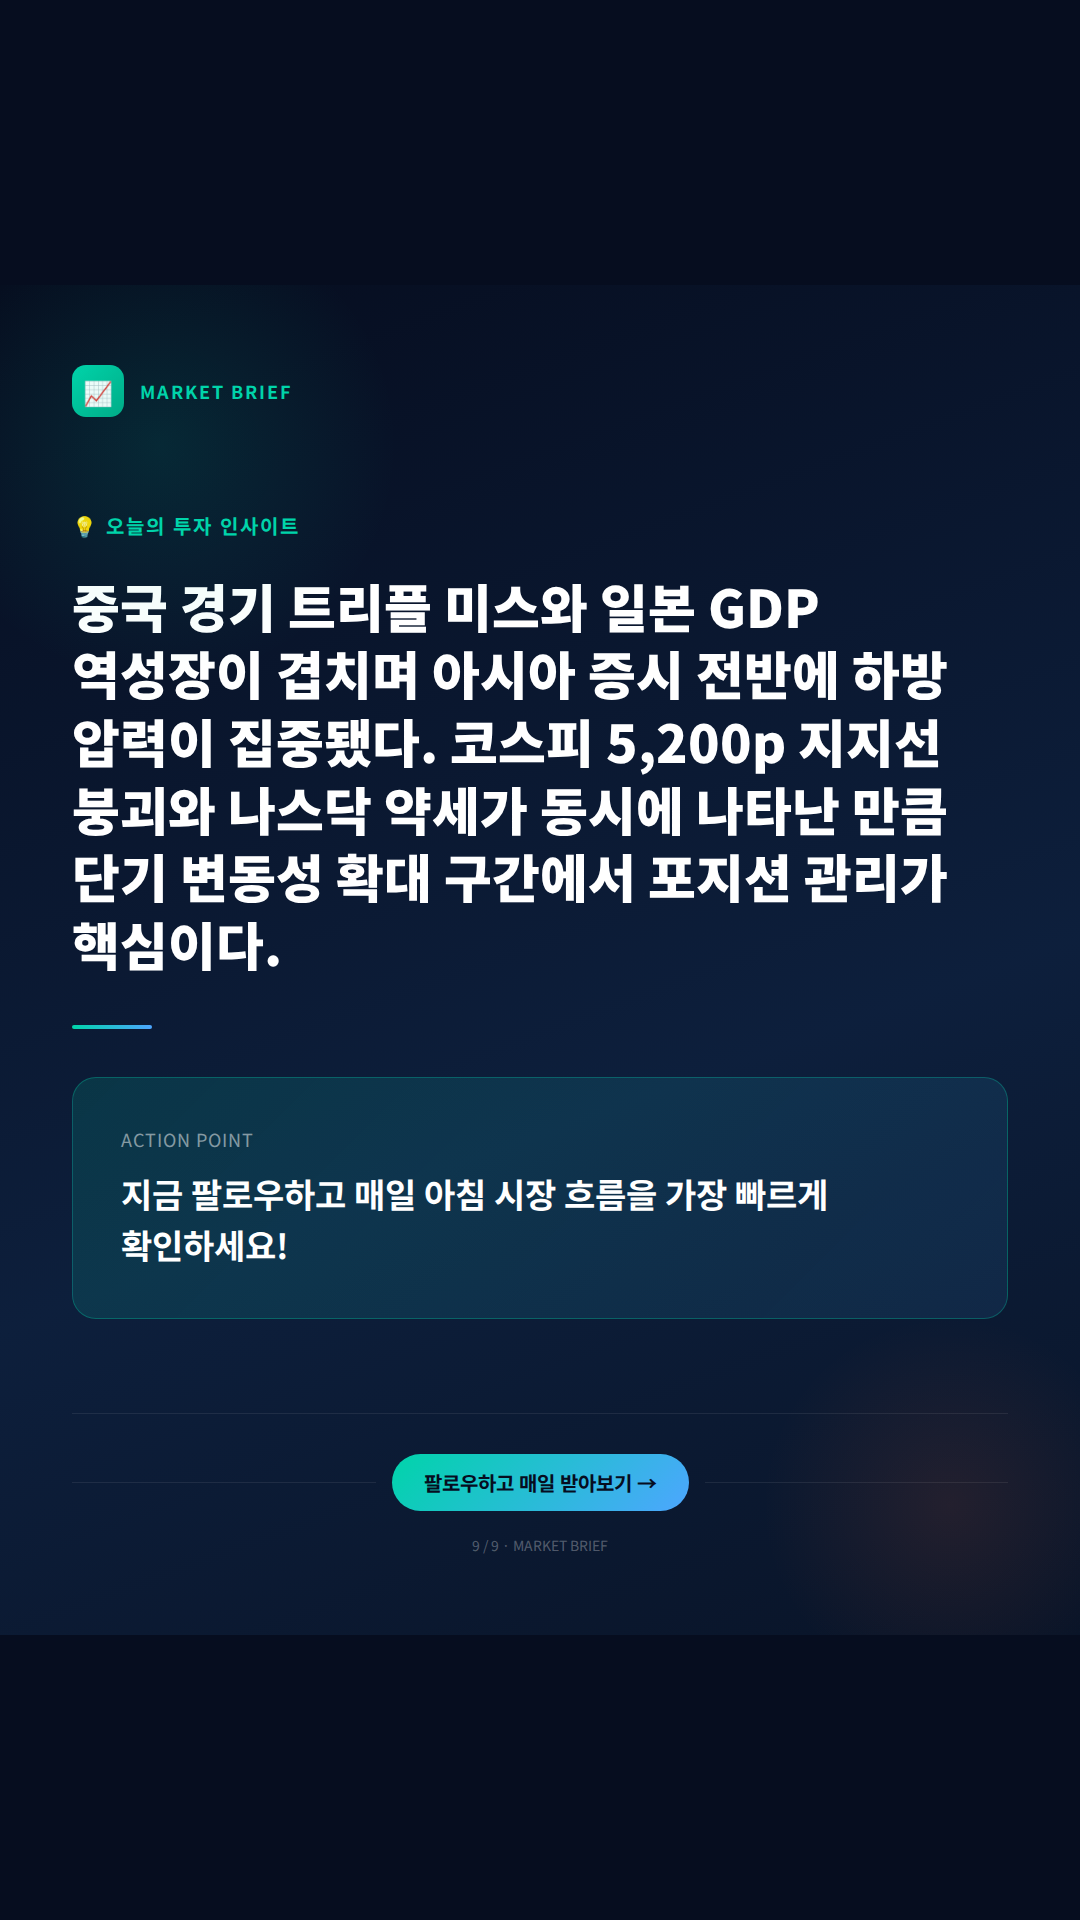 MARKET BRIEF
💡 오늘의 투자 인사이트
중국 경기 트리플 미스와 일본 GDP
역성장이 겹치며 아시아 증시 전반에 하방
압력이 집중됐다. 코스피 5,200p 지지선
붕괴와 나스닥 약세가 동시에 나타난 만큼
단기 변동성 확대 구간에서 포지션 관리가
핵심이다.
ACTION POINT
지금 팔로우하고 매일 아침 시장 흐름을 가장 빠르게
확인하세요!
팔로우하고 매일 받아보기 →
9 / 9 · MARKET BRIEF